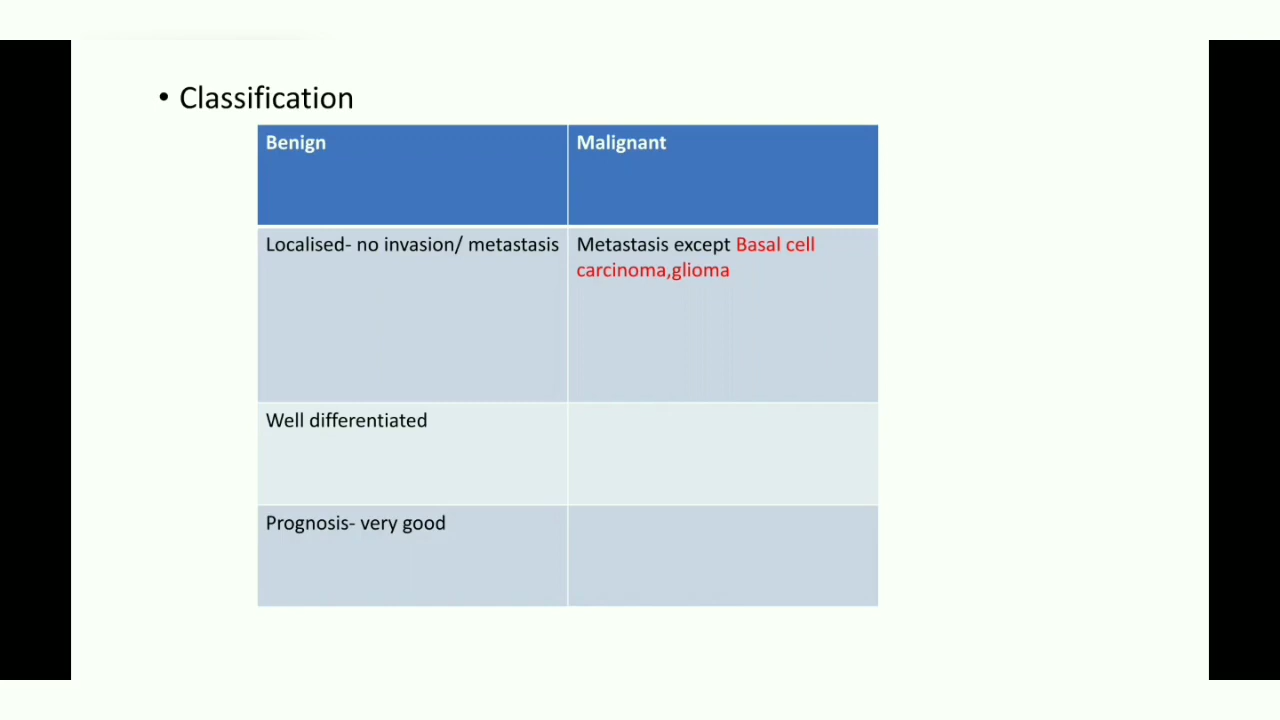 • Classification
Benign
Malignant
Localised- no invasion/ metastasis
Metastasis except Basal cell
carcinoma,glioma
Well differentiated
Prognosis- very good